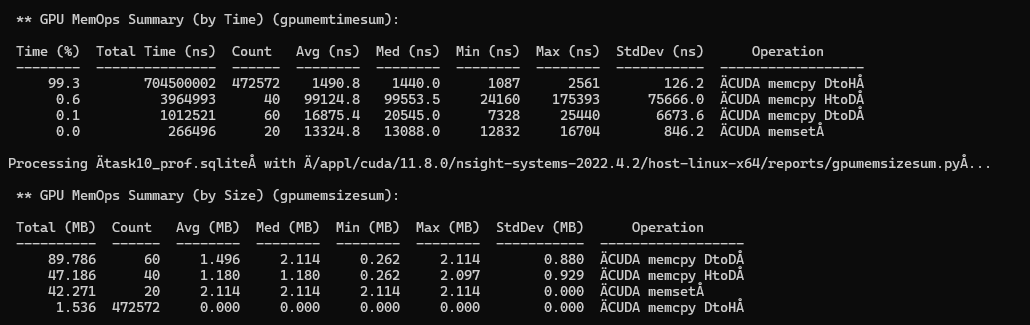 ** GPU MemOps Summary (by Time) (gpumemtimesum):
Time (%)  Total Time (ns)  Count   Avg (ns)  Med (ns)  Min (ns)  Max (ns)  StdDev (ns)      Operation
--------  ---------------  ------  --------  --------  --------  --------  -----------  ------------------
99.3        704500002  472572    1490.8    1440.0      1087      2561        126.2  ÄCUDA memcpy DtoHÅ
0.6          3964993      40   99124.8   99553.5     24160    175393      75666.0  ÄCUDA memcpy HtoDÅ
0.1          1012521      60   16875.4   20545.0      7328     25440       6673.6  ÄCUDA memcpy DtoDÅ
0.0           266496      20   13324.8   13088.0     12832     16704        846.2  ÄCUDA memsetÅ
Processing Ätask10_prof.sqliteÅ with Ä/appl/cuda/11.8.0/nsight-systems-2022.4.2/host-linux-x64/reports/gpumemsizesum.pyÅ...
** GPU MemOps Summary (by Size) (gpumemsizesum):
Total (MB)  Count   Avg (MB)  Med (MB)  Min (MB)  Max (MB)  StdDev (MB)      Operation
----------  ------  --------  --------  --------  --------  -----------  ------------------
89.786      60     1.496     2.114     0.262     2.114        0.880  ÄCUDA memcpy DtoDÅ
47.186      40     1.180     1.180     0.262     2.097        0.929  ÄCUDA memcpy HtoDÅ
42.271      20     2.114     2.114     2.114     2.114        0.000  ÄCUDA memsetÅ
1.536  472572     0.000     0.000     0.000     0.000        0.000  ÄCUDA memcpy DtoHÅ